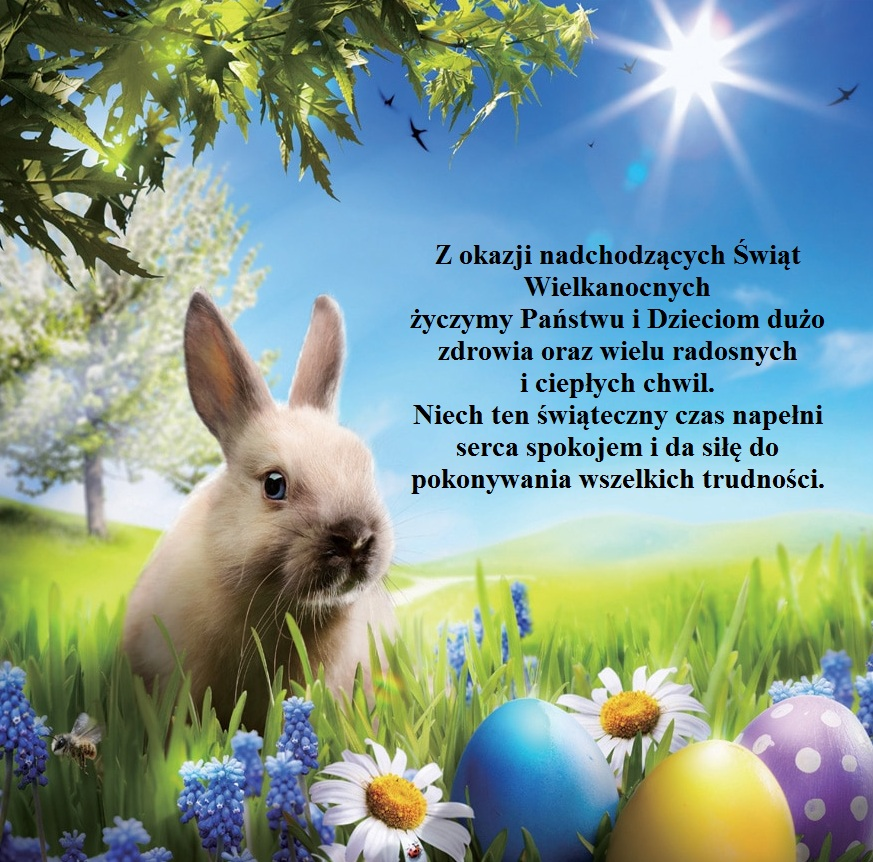 Z okazji nadchodzących Świąt
Wielkanocnych
życzymy Państwu i Dzieciom dużo
zdrowia oraz wielu radosnych
i ciepłych chwil.
Niech ten świąteczny czas napełni
serca spokojem i da siłę do
pokonywania wszelkich trudności.